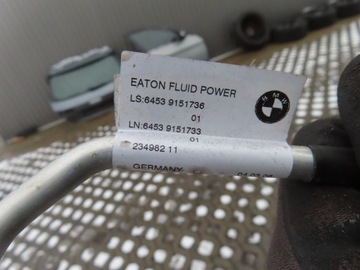 EATON FLUID POWER
LS:6453 9151736
01
LN:6453 9151733
01
234982 11
GERMANY
BMW